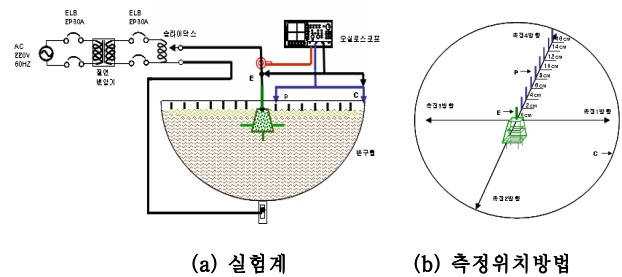 ELB
2P30A
ELB
2P30A
슬라이닥스
오실로스코프
AC
220V
60HZ
절연
변압기
E
P
C
반구형
(a) 실험계
측정4방향
16cm
14cm
12cm
10cm
8cm
6cm
4cm
2cm
P
E
측정3방향
측정1방향
C
측정2방향
(b) 측정위치방법